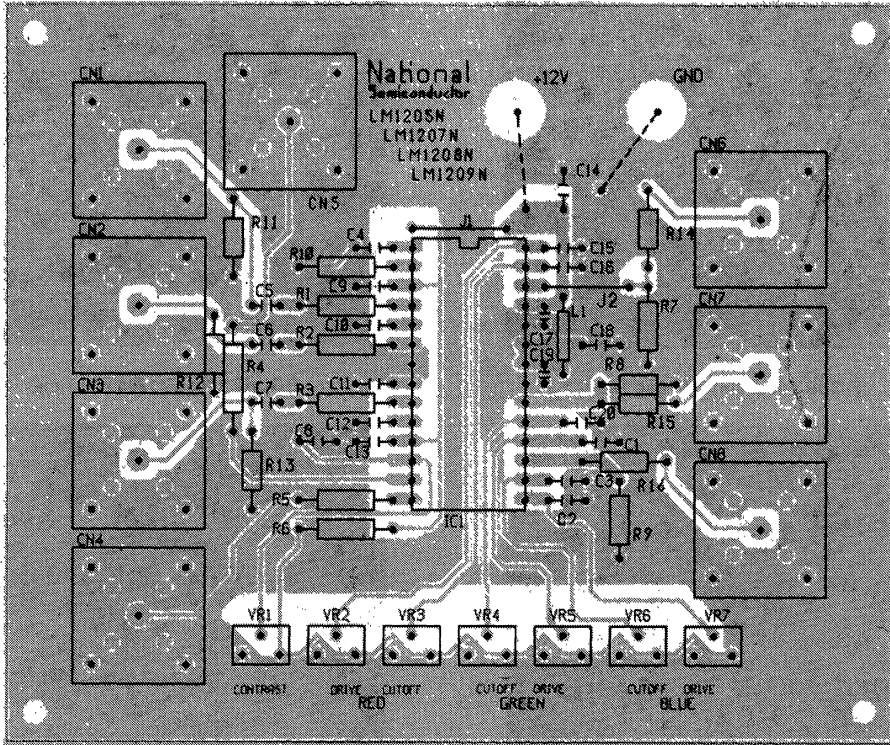 CN1
National
Semiconductor
+12V
GND
LM1205N
LM1207N
LM1208N
LM1209N
CN5
C14
CN6
R11
J1
R14
CN2
C4
R10
C15
C16
C9
C5
R1
J2
L1
R7
CN7
C10
C6
R2
C17
C18
R4
C19
R8
R12
CN3
C11
C7
R3
C20
R15
C12
C8
C13
C1
CN8
R13
C3
R16
R5
IC1
C2
R6
R9
CN4
VR1 VR2 VR3 VR4 VR5 VR6 VR7
CONTRAST DRIVE CUTOFF CUTOFF DRIVE CUTOFF DRIVE
RED GREEN BLUE